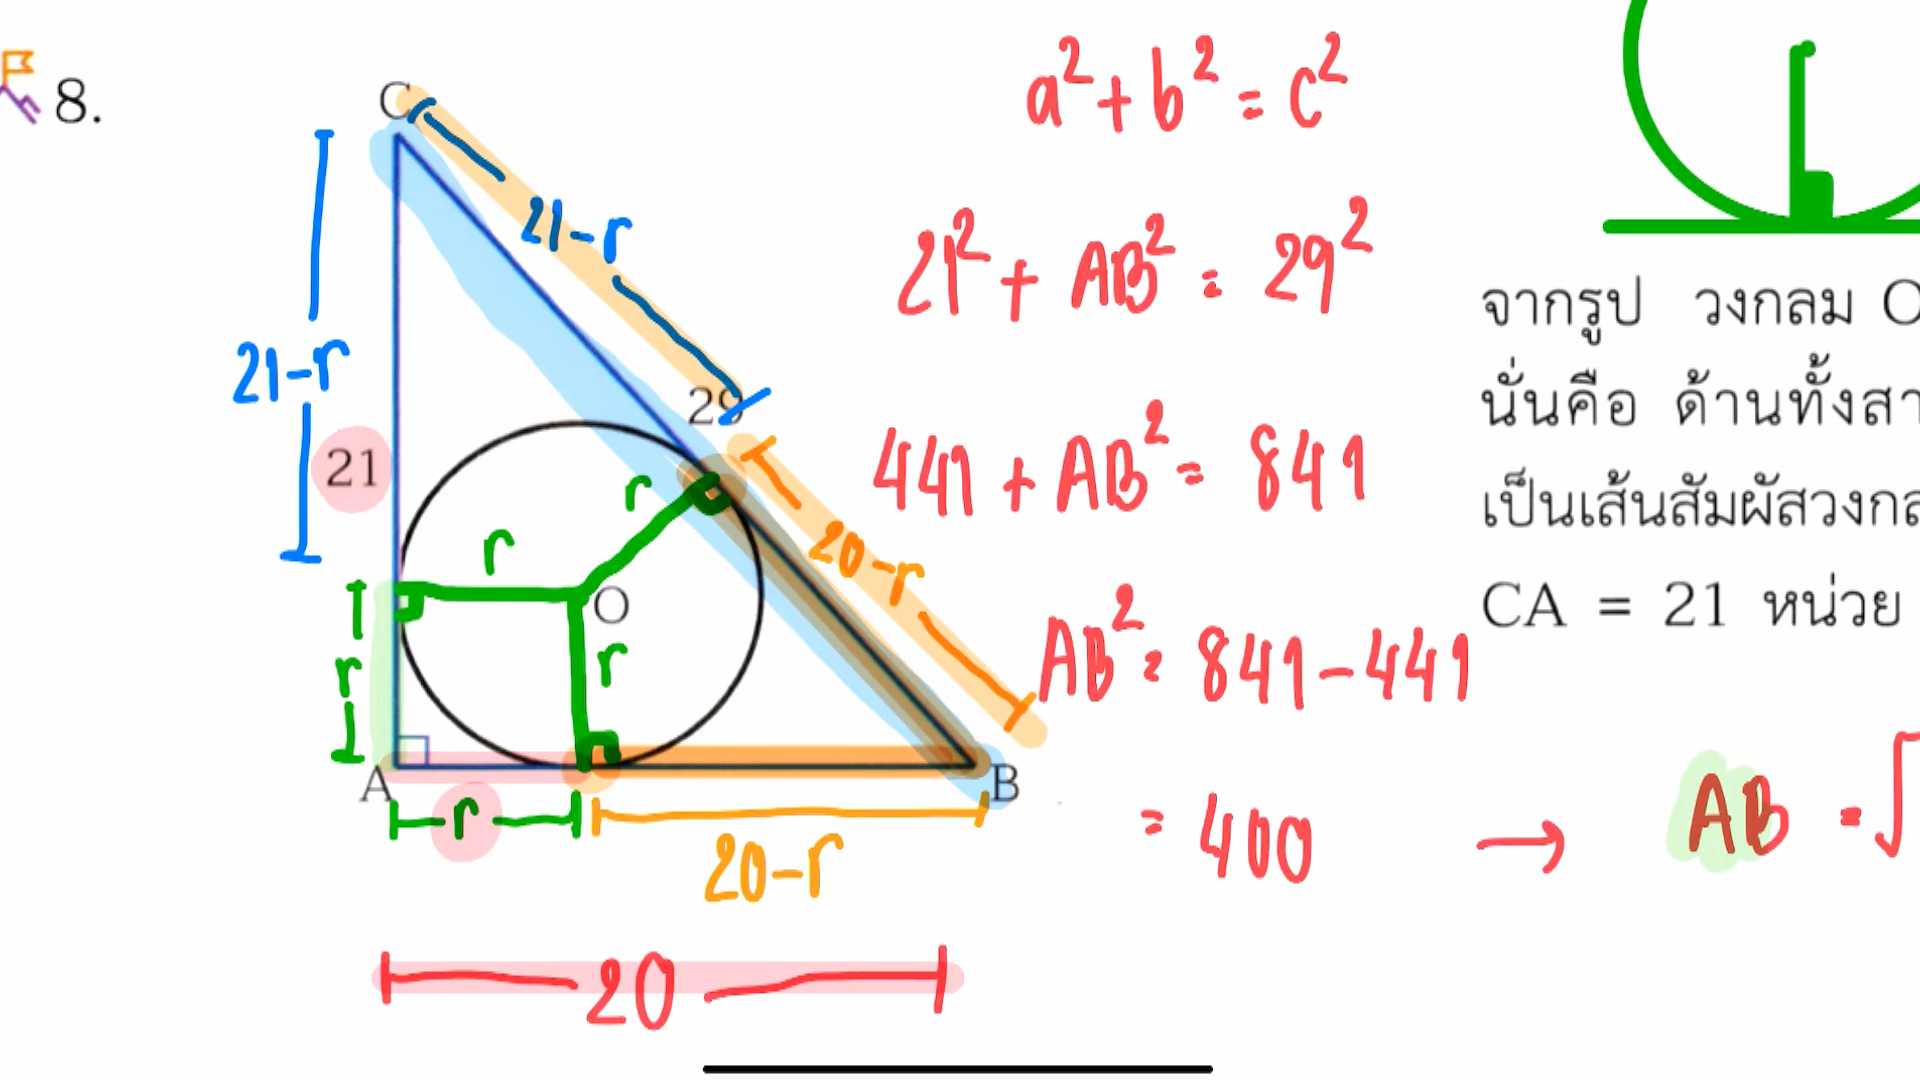 8.
C
21-r
29
21-r
21
r
r
20-r
O
r
r
A
B
r
20-r
20
a² + b² = c²
21² + AB² = 29²
441 + AB² = 841
AB² = 841 - 441
= 400 → AB = √
จากรูป วงกลม O
นั่นคือ ด้านทั้งสา
เป็นเส้นสัมผัสวงกล
CA = 21 หน่วย